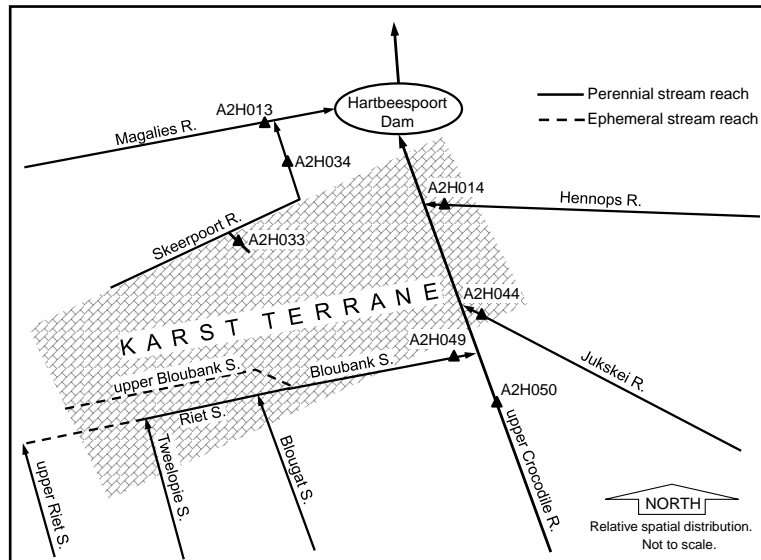 Hartbeespoort
Dam
Perennial stream reach
Ephemeral stream reach
A2H013
Magalies R.
A2H034
A2H014
Hennops R.
Skeerpoort R.
A2H033
KARST TERRANE
A2H044
A2H049
upper Bloubank S.
Bloubank S.
Jukskei R.
Riet S.
A2H050
upper Riet S.
Tweelopie S.
Blougat S.
upper Crocodile R.
NORTH
Relative spatial distribution.
Not to scale.